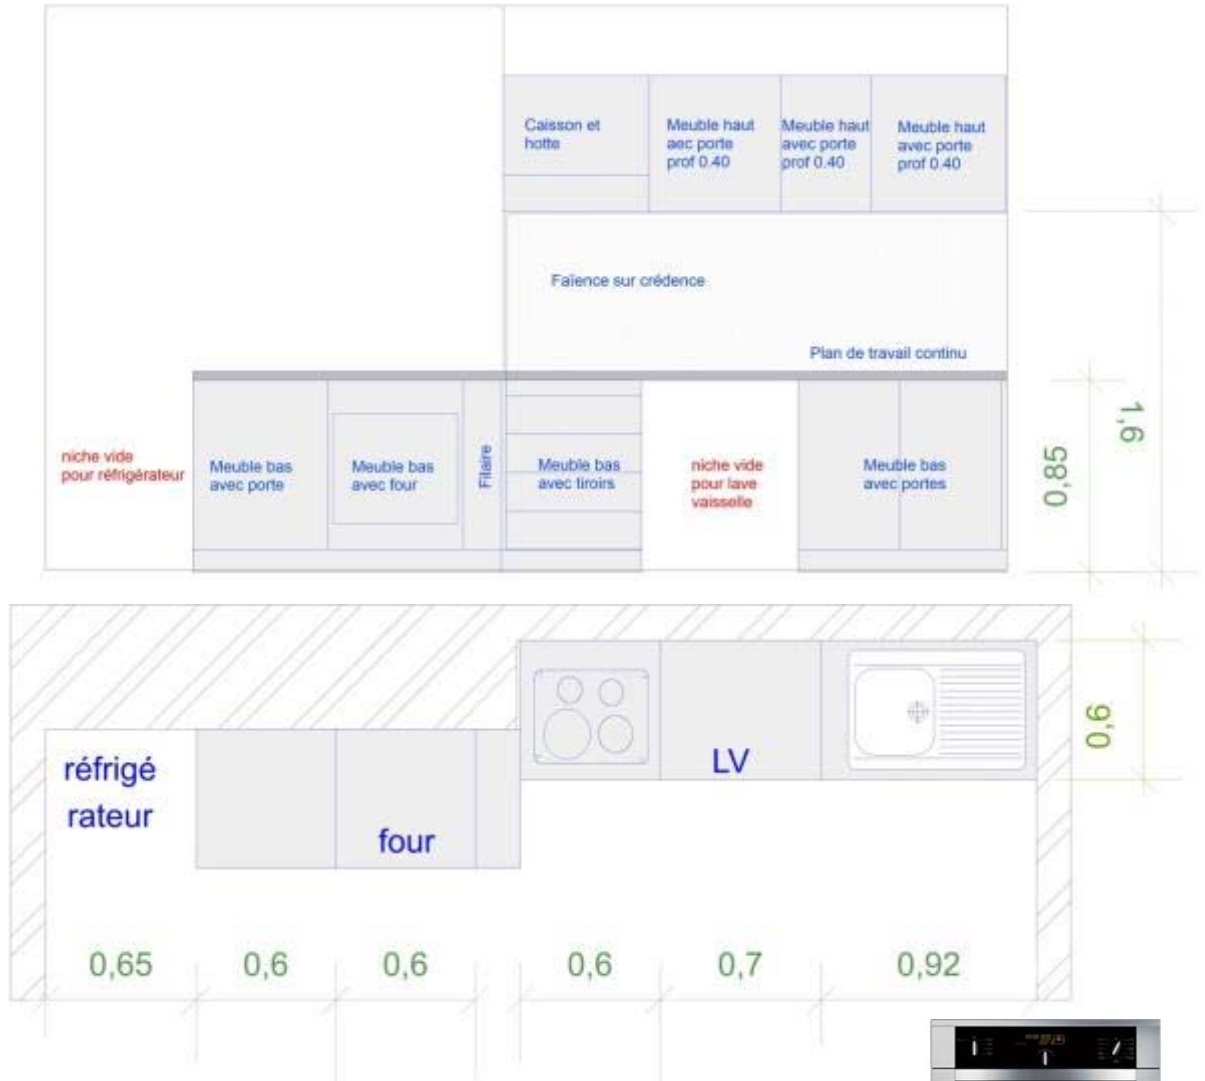 Caisson et
hotte
Meuble haut
aec porte
prof 0.40
Meuble haut
avec porte
prof 0.40
Meuble haut
avec porte
prof 0.40
Faïence sur crédence
Plan de travail continu
niche vide
pour réfrigérateur
Meuble bas
avec porte
Meuble bas
avec four
Filaire
Meuble bas
avec tiroirs
niche vide
pour lave
vaisselle
Meuble bas
avec portes
0,85
1,6
réfrigé
rateur
four
LV
0,6
0,65
0,6
0,6
0,6
0,7
0,92